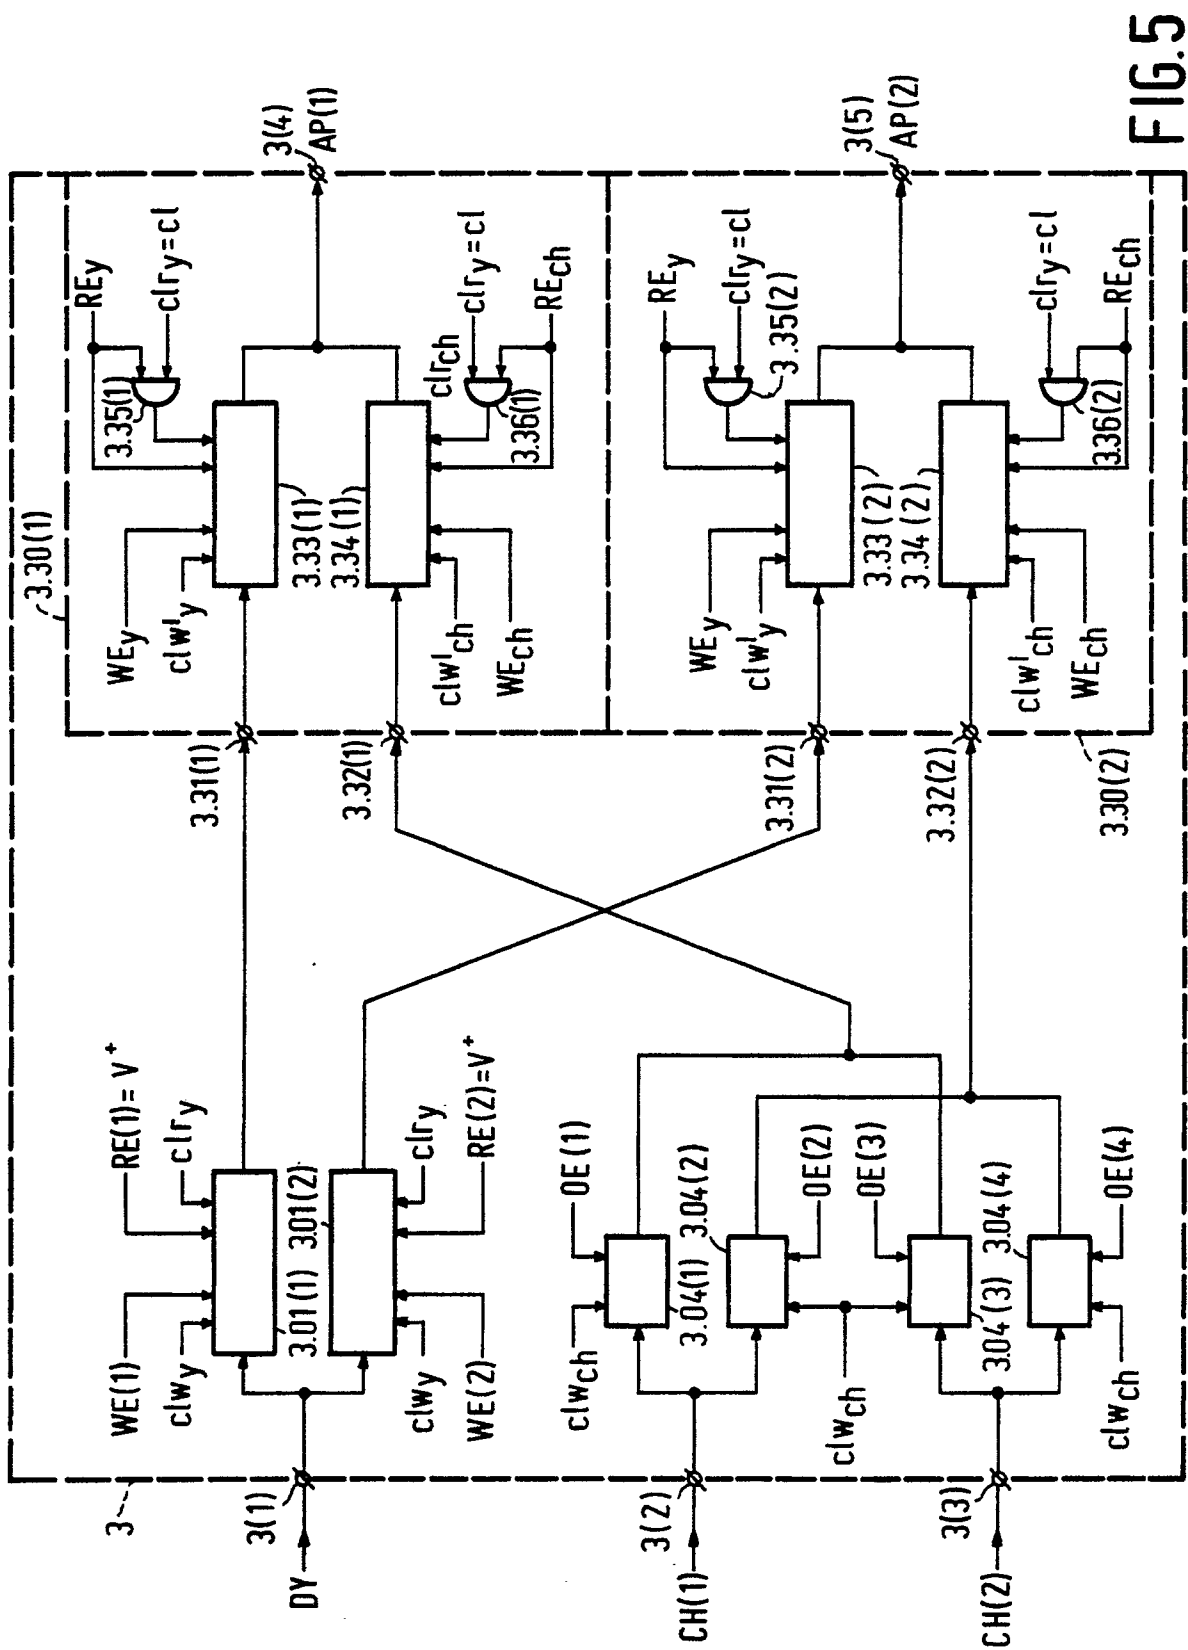 3.30(1)
REy
clry=cl
3.35(1)
WEy
clw'y
3.33(1)
3.31(1)
3(4)
AP(1)
3.34(1)
3.32(1)
clrch
clry=cl
3.36(1)
REch
clw'ch
WEch
REy
clry=cl
3.35(2)
WEy
clw'y
3.33(2)
3.31(2)
3(5)
AP(2)
3.34(2)
3.32(2)
clry=cl
3.36(2)
REch
clw'ch
WEch
3.30(2)
RE(1)=V+
clry
WE(1)
clwy
3.01(1)
3.01(2)
clry
RE(2)=V+
clwy
WE(2)
3
3(1)
DY
OE(1)
clwch
3.04(1)
3.04(2)
OE(2)
clwch
OE(3)
3.04(3)
3.04(4)
OE(4)
clwch
3(2)
CH(1)
3(3)
CH(2)
FIG.5